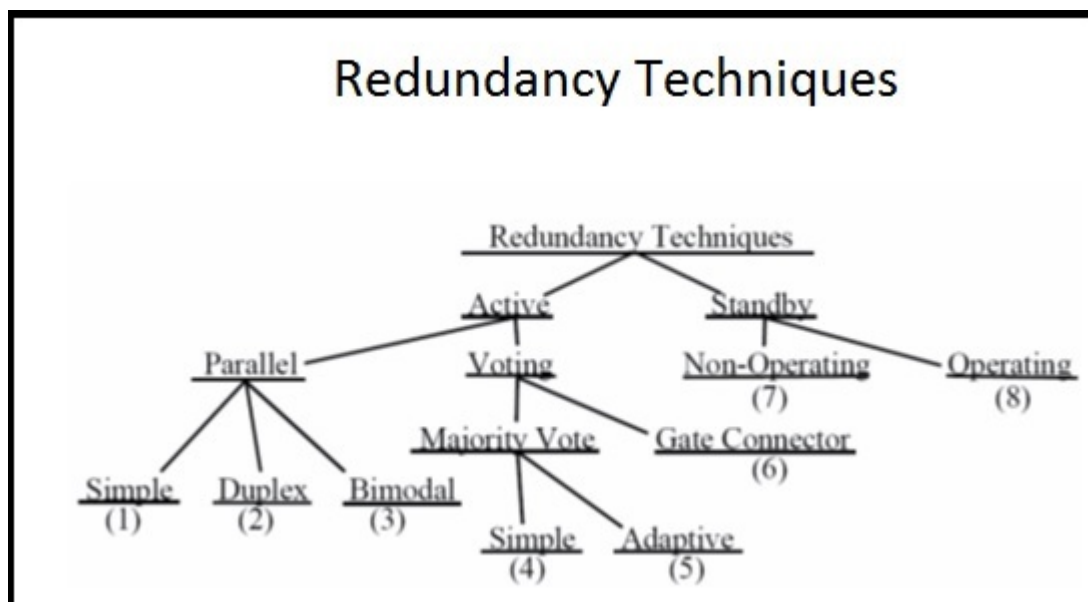 Redundancy Techniques
Redundancy Techniques
Active
Standby
Parallel
Voting
Non-Operating
(7)
Operating
(8)
Majority Vote
Gate Connector
(6)
Simple
(1)
Duplex
(2)
Bimodal
(3)
Simple
(4)
Adaptive
(5)